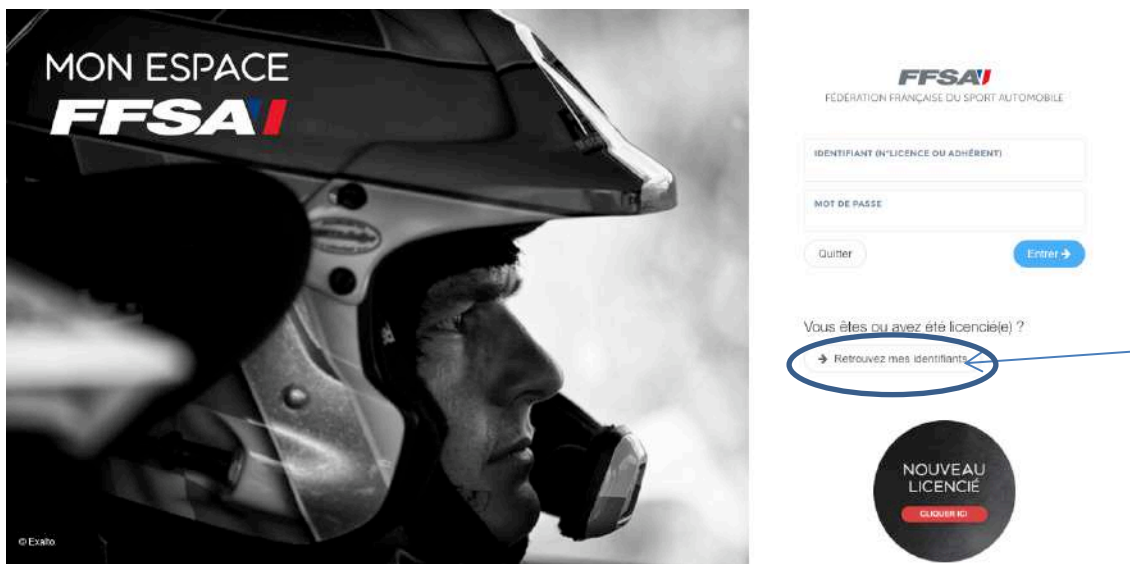 MON ESPACE
FFSA
© Exalto
FFSA
FÉDÉRATION FRANÇAISE DU SPORT AUTOMOBILE
IDENTIFIANT (N°LICENCE OU ADHÉRENT)
MOT DE PASSE
Quitter
Entrer →
Vous êtes ou avez été licencié(e) ?
→ Retrouvez mes identifiants
NOUVEAU
LICENCIÉ
CLIQUER ICI